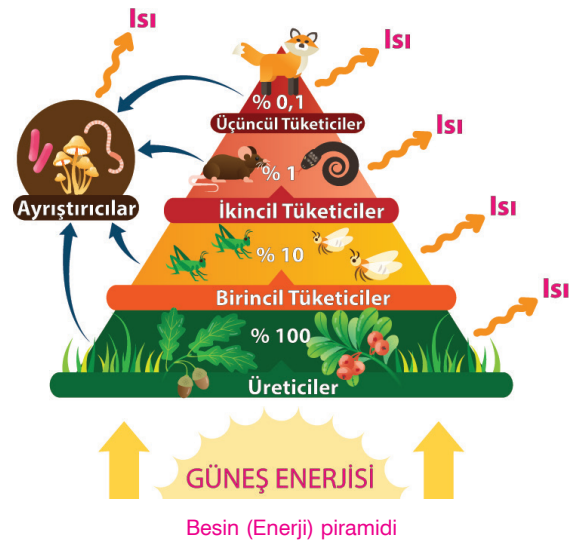 Isı
Isı
% 0,1
Üçüncül Tüketiciler
Isı
% 1
Ayrıştırıcılar
İkincil Tüketiciler
Isı
% 10
Birincil Tüketiciler
Isı
% 100
Üreticiler
GÜNEŞ ENERJİSİ
Besin (Enerji) piramidi